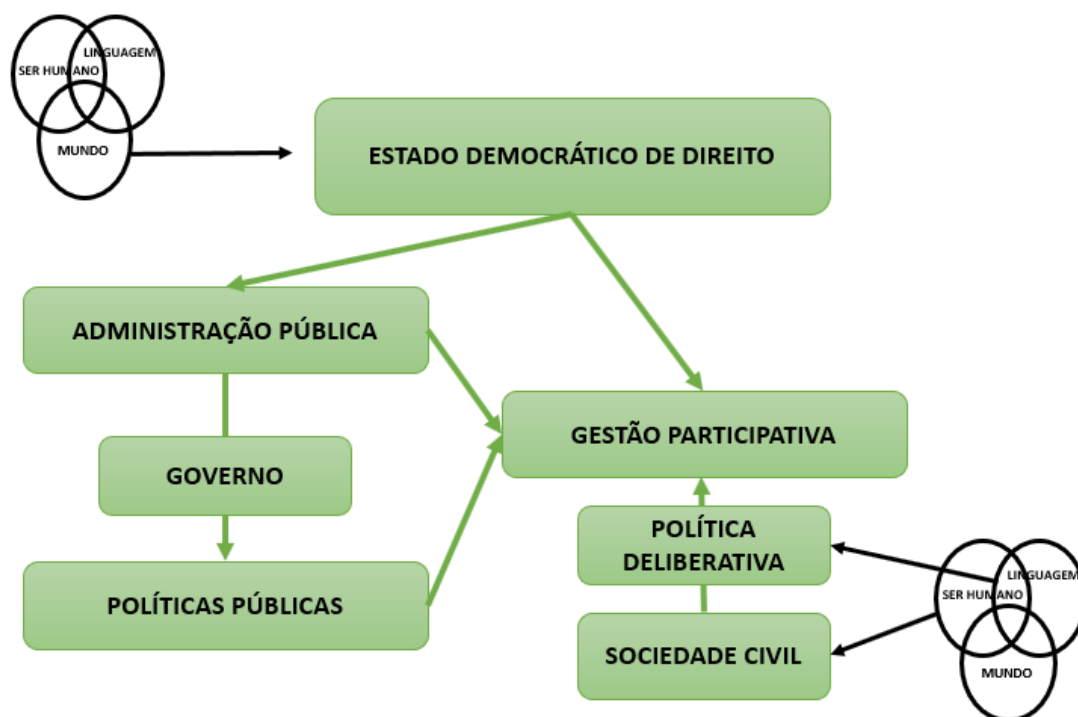 LINGUAGEM
SER HUMANO
MUNDO
ESTADO DEMOCRÁTICO DE DIREITO
ADMINISTRAÇÃO PÚBLICA
GESTÃO PARTICIPATIVA
GOVERNO
POLÍTICA
DELIBERATIVA
POLÍTICAS PÚBLICAS
SOCIEDADE CIVIL
LINGUAGEM
SER HUMANO
MUNDO